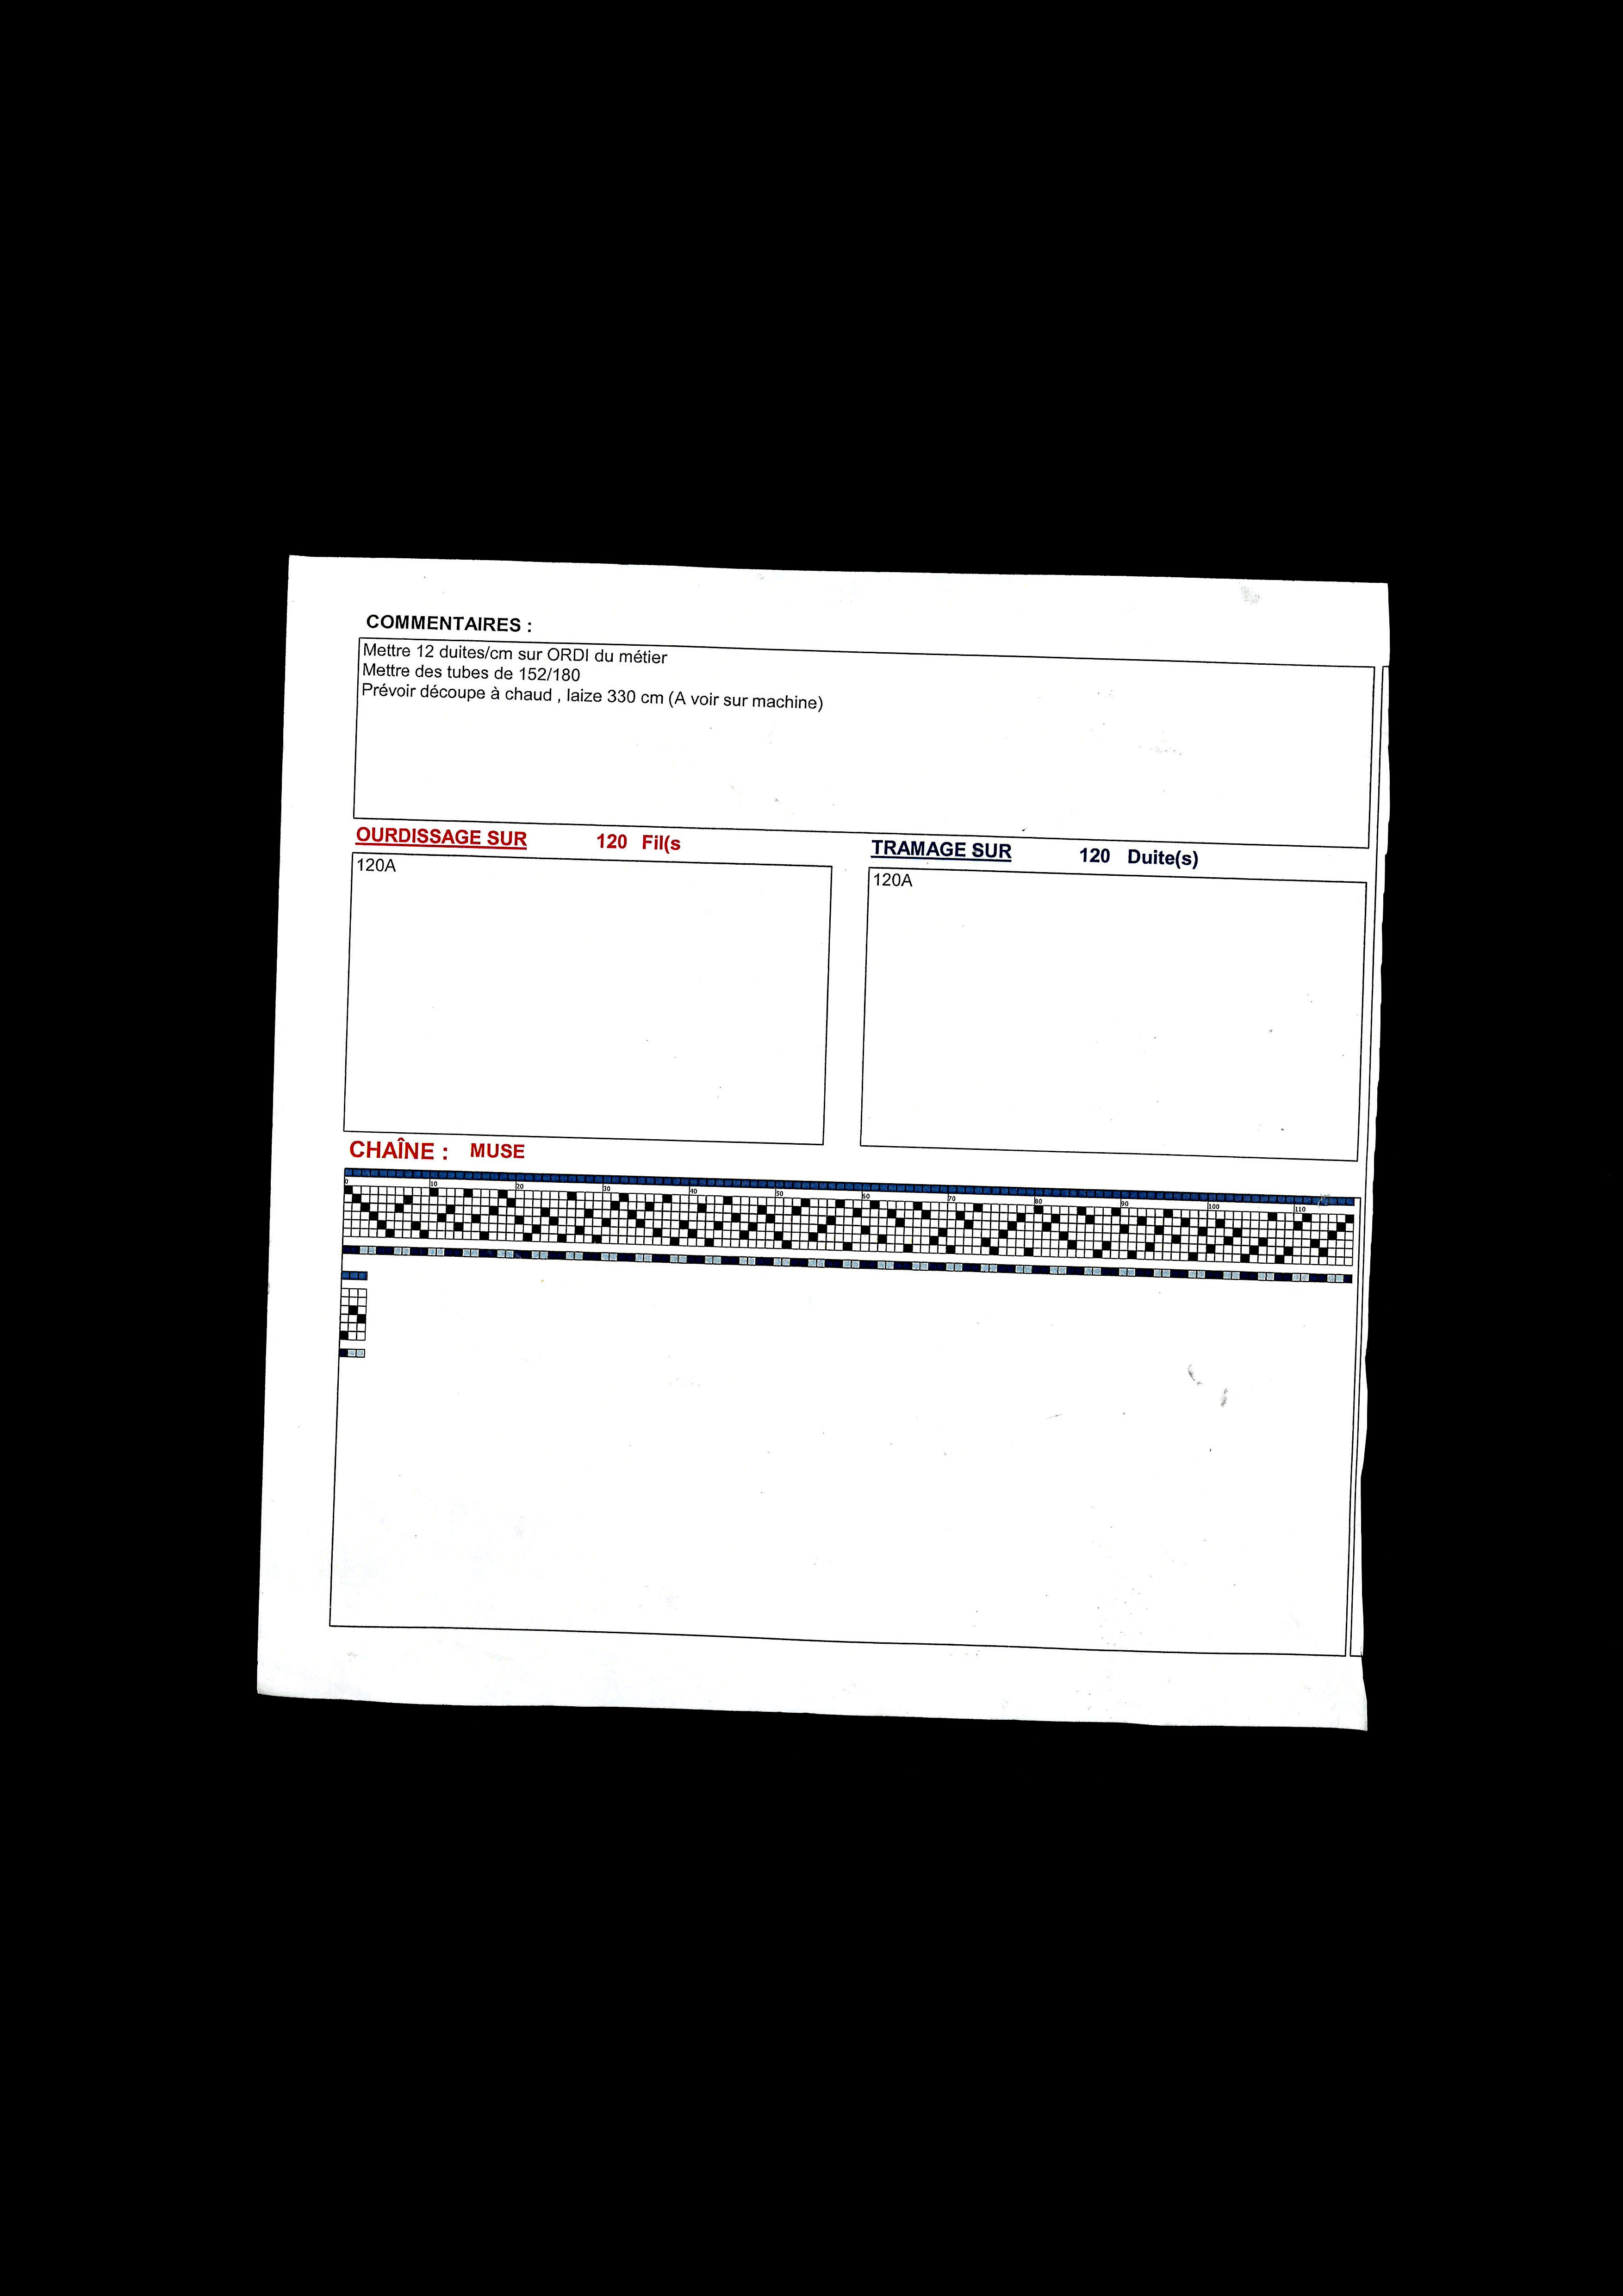 COMMENTAIRES :
Mettre 12 duites/cm sur ORDI du métier
Mettre des tubes de 152/180
Prévoir découpe à chaud , laize 330 cm (A voir sur machine)
OURDISSAGE SUR 120 Fil(s
TRAMAGE SUR 120 Duite(s)
120A
120A
CHAÎNE : MUSE
0 10 20 30 40 50 60 70 80 90 100 110